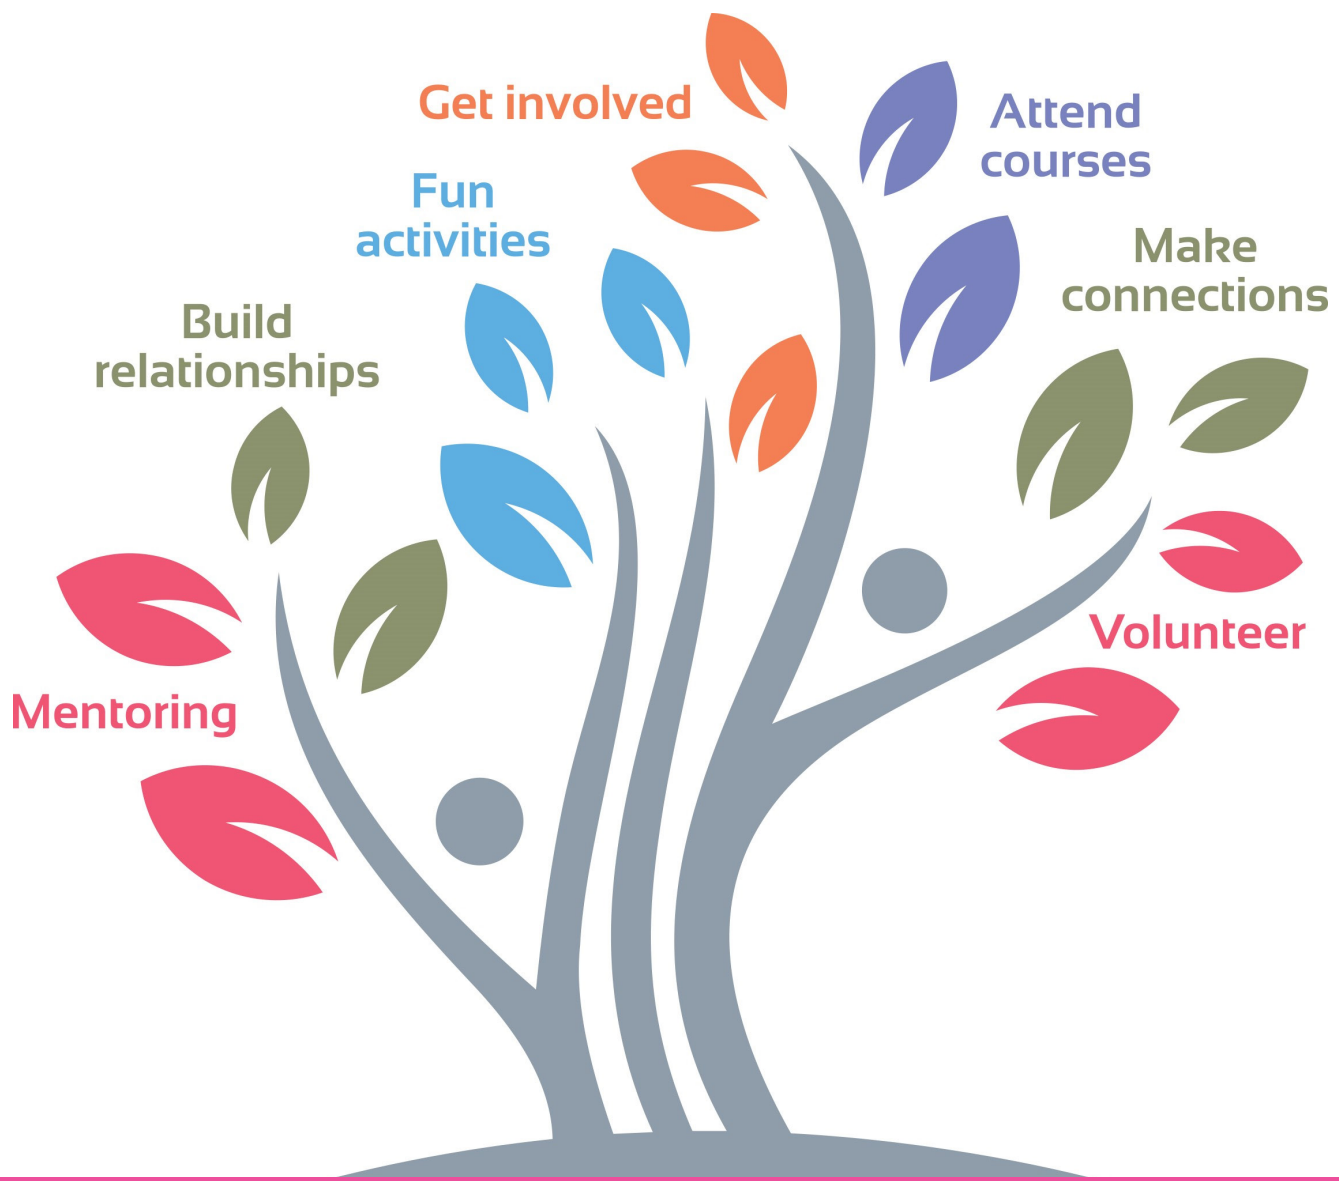 Get involved
Attend
courses
Fun
activities
Make
connections
Build
relationships
Volunteer
Mentoring